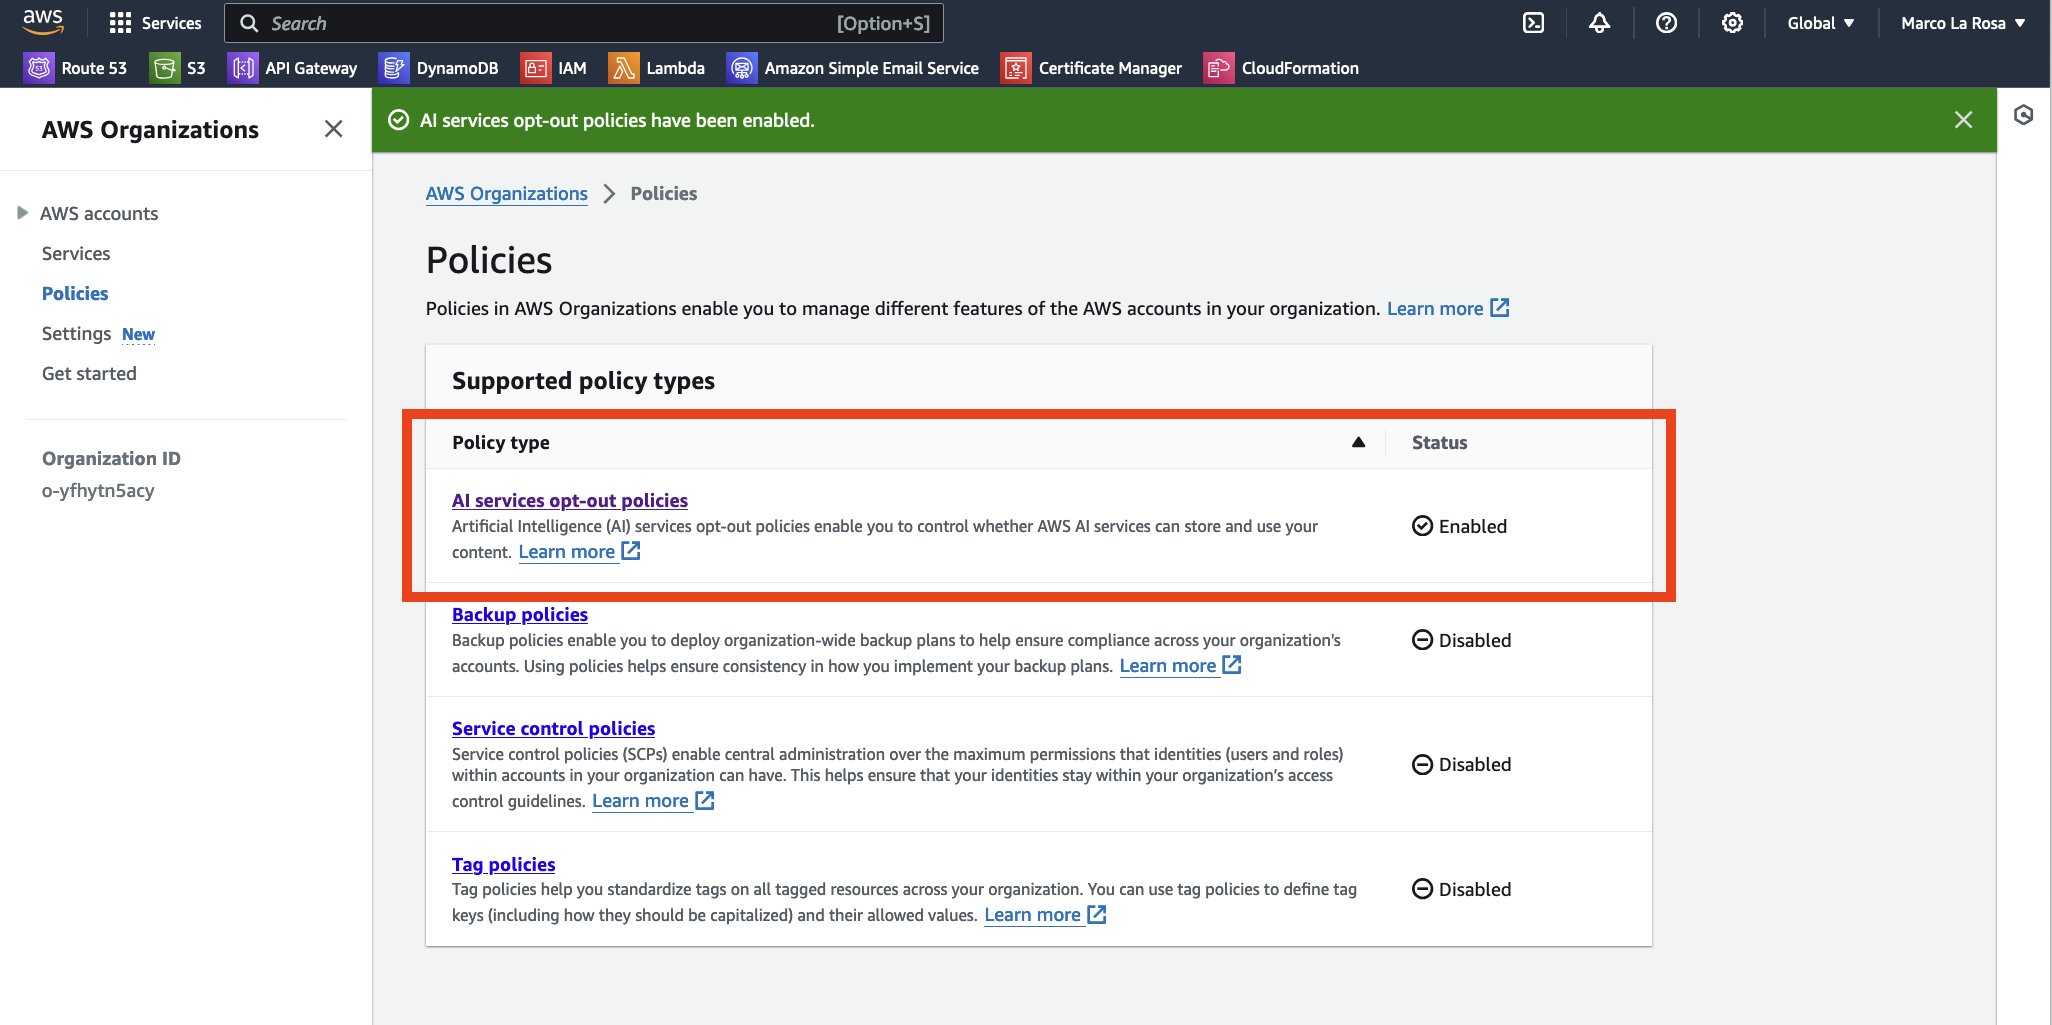 aws
Services
Search
[Option+S]
Global
Marco La Rosa
Route 53
S3
API Gateway
DynamoDB
IAM
Lambda
Amazon Simple Email Service
Certificate Manager
CloudFormation
AWS Organizations
AWS accounts
Services
Policies
Settings New
Get started
Organization ID
o-yfhytn5acy
AI services opt-out policies have been enabled.
AWS Organizations > Policies
Policies
Policies in AWS Organizations enable you to manage different features of the AWS accounts in your organization. Learn more
Supported policy types
Policy type
Status
AI services opt-out policies
Artificial Intelligence (AI) services opt-out policies enable you to control whether AWS AI services can store and use your
content. Learn more
Enabled
Backup policies
Backup policies enable you to deploy organization-wide backup plans to help ensure compliance across your organization's
accounts. Using policies helps ensure consistency in how you implement your backup plans. Learn more
Disabled
Service control policies
Service control policies (SCPs) enable central administration over the maximum permissions that identities (users and roles)
within accounts in your organization can have. This helps ensure that your identities stay within your organization's access
control guidelines. Learn more
Disabled
Tag policies
Tag policies help you standardize tags on all tagged resources across your organization. You can use tag policies to define tag
keys (including how they should be capitalized) and their allowed values. Learn more
Disabled